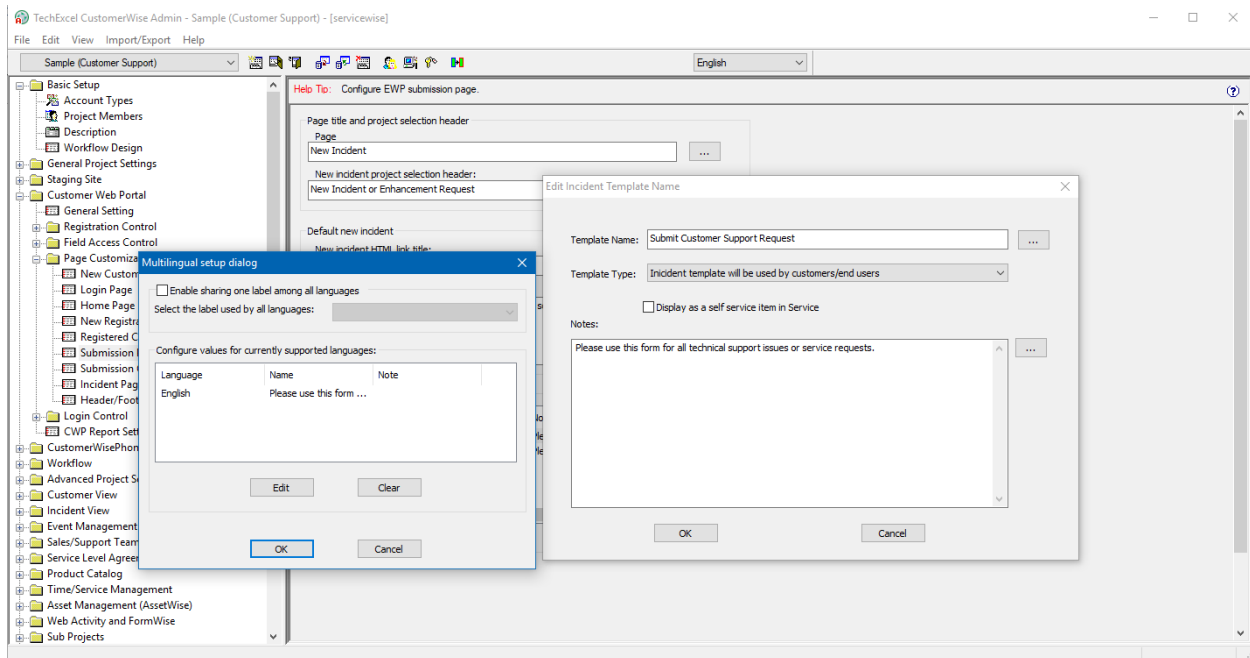 TechExcel CustomerWise Admin - Sample (Customer Support) - [servicewise]
File Edit View Import/Export Help
Sample (Customer Support)
English
Basic Setup
Account Types
Project Members
Description
Workflow Design
General Project Settings
Staging Site
Customer Web Portal
General Setting
Registration Control
Field Access Control
Page Customiza
New Custom
Login Page
Home Page
New Registra
Registered C
Submission
Submission
Incident Pag
Header/Foot
Login Control
CWP Report Sett
CustomerWisePhon
Workflow
Advanced Project Se
Customer View
Incident View
Event Management
Sales/Support Team
Service Level Agreer
Product Catalog
Time/Service Management
Asset Management (AssetWise)
Web Activity and FormWise
Sub Projects
Help Tip: Configure EWP submission page.
Page title and project selection header
Page
New Incident
...
New incident project selection header:
New Incident or Enhancement Request
Default new incident
New incident HTML link title:
Multilingual setup dialog
Enable sharing one label among all languages
Select the label used by all languages:
Configure values for currently supported languages:
Language Name Note
English Please use this form ...
Edit Clear
OK Cancel
Edit Incident Template Name
Template Name: Submit Customer Support Request
...
Template Type: Inicident template will be used by customers/end users
Display as a self service item in Service
Notes:
Please use this form for all technical support issues or service requests.
...
OK Cancel